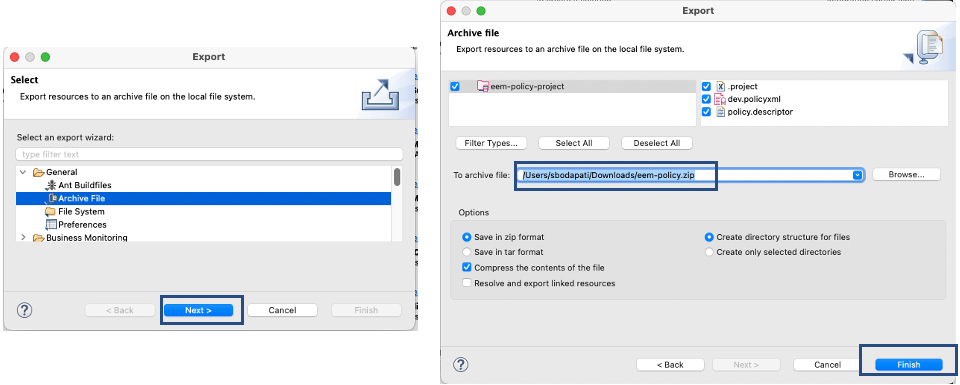 Export
Select
Export resources to an archive file on the local file system.
Select an export wizard:
type filter text
General
Ant Buildfiles
Archive File
File System
Preferences
Business Monitoring
?
< Back
Next >
Cancel
Finish
Export
Archive file
Export resources to an archive file on the local file system.
eem-policy-project
.project
dev.policyxml
policy.descriptor
Filter Types...
Select All
Deselect All
To archive file:
/Users/sbodapati/Downloads/eem-policy.zip
Browse...
Options
Save in zip format
Create directory structure for files
Save in tar format
Create only selected directories
Compress the contents of the file
Resolve and export linked resources
?
< Back
Next >
Cancel
Finish